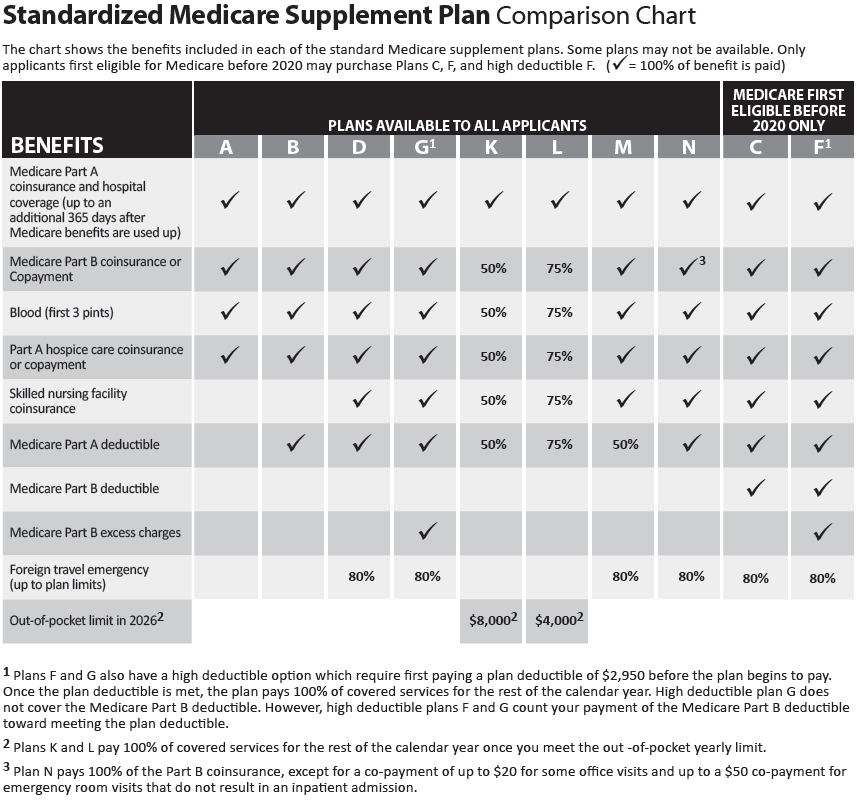 Standardized Medicare Supplement Plan Comparison Chart
The chart shows the benefits included in each of the standard Medicare supplement plans. Some plans may not be available. Only
applicants first eligible for Medicare before 2020 may purchase Plans C, F, and high deductible F. (✓= 100% of benefit is paid)
BENEFITS
PLANS AVAILABLE TO ALL APPLICANTS
MEDICARE FIRST
ELIGIBLE BEFORE
2020 ONLY
A B D G1 K L M N C F1
Medicare Part A
coinsurance and hospital
coverage (up to an
additional 365 days after
Medicare benefits are used up)
✓ ✓ ✓ ✓ ✓ ✓ ✓ ✓ ✓ ✓
Medicare Part B coinsurance or
Copayment
✓ ✓ ✓ ✓ 50% 75% ✓ ✓3 ✓ ✓
Blood (first 3 pints)
✓ ✓ ✓ ✓ 50% 75% ✓ ✓ ✓ ✓
Part A hospice care coinsurance
or copayment
✓ ✓ ✓ ✓ 50% 75% ✓ ✓ ✓ ✓
Skilled nursing facility
coinsurance
✓ ✓ 50% 75% ✓ ✓ ✓ ✓
Medicare Part A deductible
✓ ✓ ✓ 50% 75% 50% ✓ ✓ ✓
Medicare Part B deductible
✓ ✓
Medicare Part B excess charges
✓ ✓
Foreign travel emergency
(up to plan limits)
80% 80% 80% 80% 80% 80%
Out-of-pocket limit in 20262
$8,0002 $4,0002
1 Plans F and G also have a high deductible option which require first paying a plan deductible of $2,950 before the plan begins to pay.
Once the plan deductible is met, the plan pays 100% of covered services for the rest of the calendar year. High deductible plan G does
not cover the Medicare Part B deductible. However, high deductible plans F and G count your payment of the Medicare Part B deductible
toward meeting the plan deductible.
2 Plans K and L pay 100% of covered services for the rest of the calendar year once you meet the out -of-pocket yearly limit.
3 Plan N pays 100% of the Part B coinsurance, except for a co-payment of up to $20 for some office visits and up to a $50 co-payment for
emergency room visits that do not result in an inpatient admission.